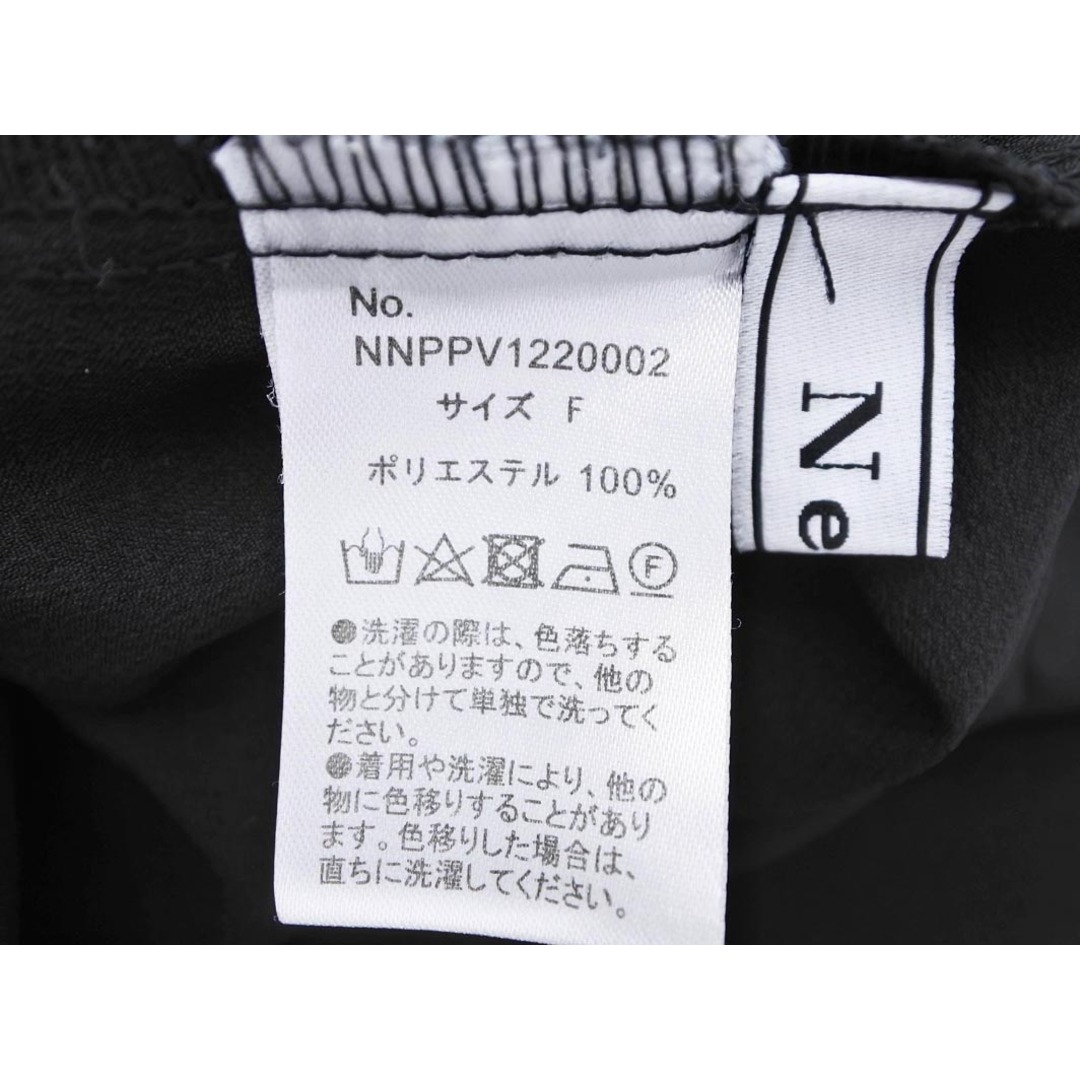 No.
NNPPV1220002
サイズ F
ポリエステル 100%
F
●洗濯の際は、色落ちする
ことがありますので、他の
物と分けて単独で洗ってく
ださい。
●着用や洗濯により、他の
物に色移りすることがあり
ます。色移りした場合は、
直ちに洗濯してください。
Ne